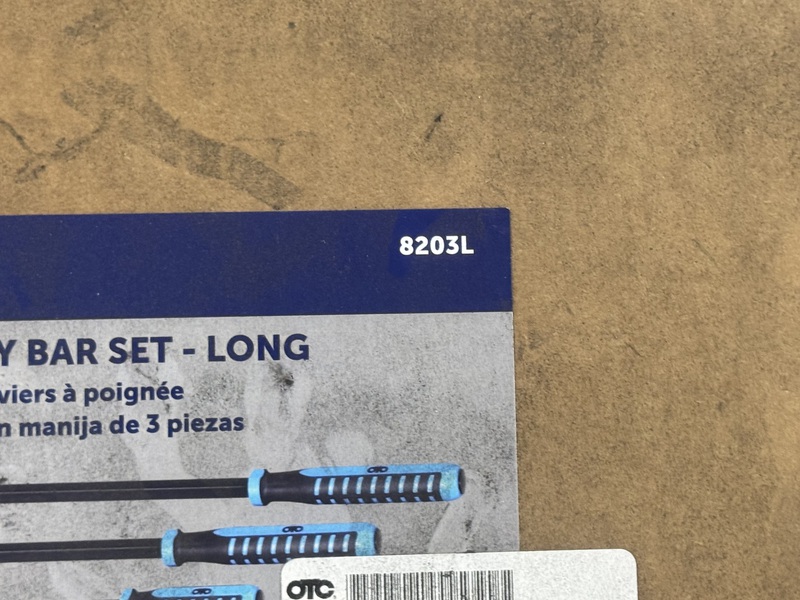 8203L
Y BAR SET - LONG
viers à poignée
n manija de 3 piezas
OTC